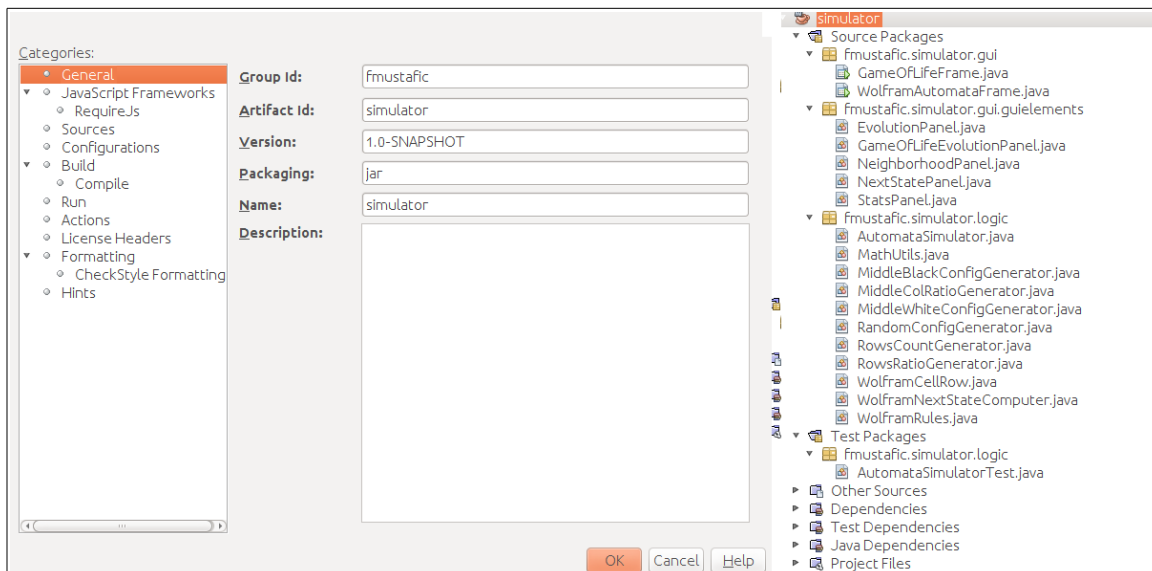 Categories:
General
JavaScript Frameworks
RequireJs
Sources
Configurations
Build
Compile
Run
Actions
License Headers
Formatting
CheckStyle Formatting
Hints
Group Id: fmustafic
Artifact Id: simulator
Version: 1.0-SNAPSHOT
Packaging: jar
Name: simulator
Description:
OK Cancel Help
simulator
Source Packages
fmustafic.simulator.gui
GameOfLifeFrame.java
WolframAutomataFrame.java
fmustafic.simulator.gui.guielements
EvolutionPanel.java
GameOfLifeEvolutionPanel.java
NeighborhoodPanel.java
NextStatePanel.java
StatsPanel.java
fmustafic.simulator.logic
AutomataSimulator.java
MathUtils.java
MiddleBlackConfigGenerator.java
MiddleColRatioGenerator.java
MiddleWhiteConfigGenerator.java
RandomConfigGenerator.java
RowsCountGenerator.java
RowsRatioGenerator.java
WolframCellRow.java
WolframNextStateComputer.java
WolframRules.java
Test Packages
fmustafic.simulator.logic
AutomataSimulatorTest.java
Other Sources
Dependencies
Test Dependencies
Java Dependencies
Project Files